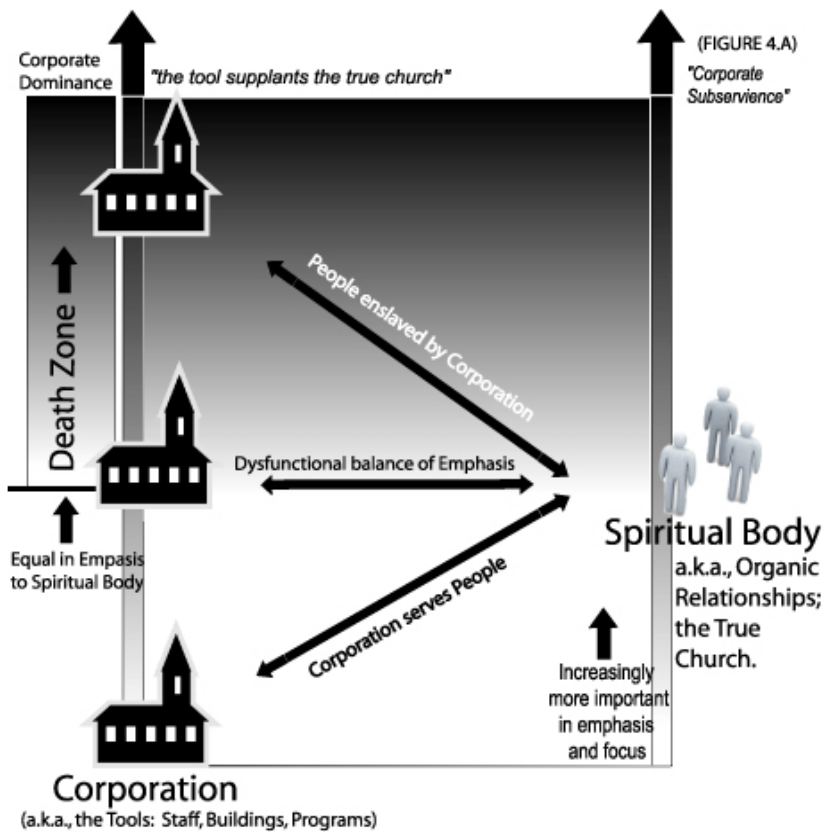 Corporate
Dominance
"the tool supplants the true church"
(FIGURE 4.A)
"Corporate
Subservience"
Death Zone
People enslaved by Corporation
Dysfunctional balance of Emphasis
Equal in Empasis
to Spiritual Body
Corporation serves People
Spiritual Body
a.k.a., Organic
Relationships;
the True
Church.
Increasingly
more important
in emphasis
and focus
Corporation
(a.k.a., the Tools: Staff, Buildings, Programs)